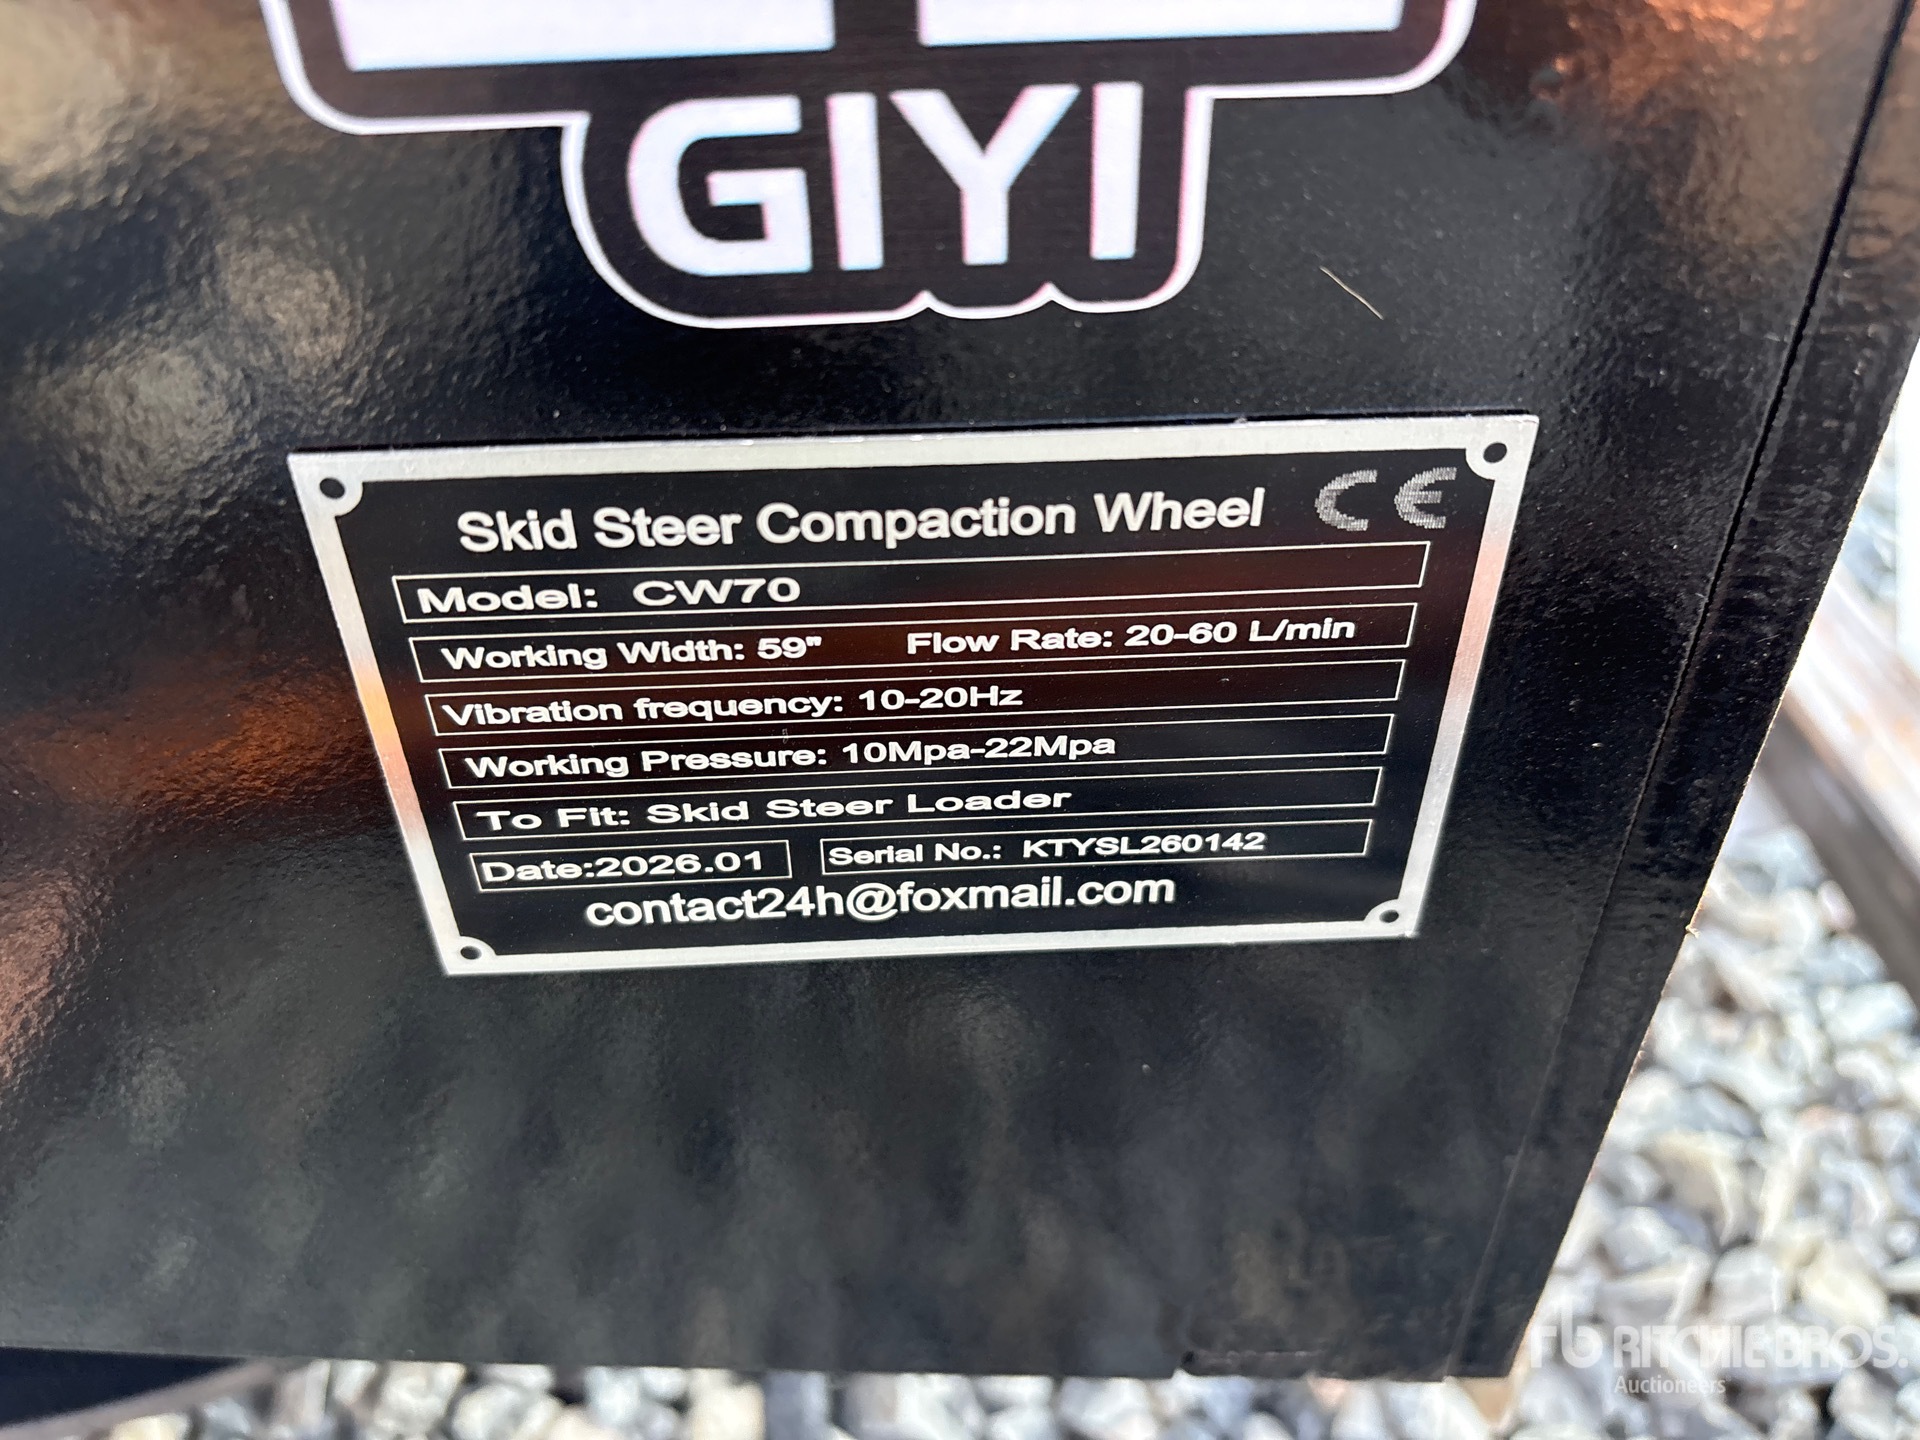 GIYI
Skid Steer Compaction Wheel CE
Model: CW70
Working Width: 59" Flow Rate: 20-60 L/min
Vibration frequency: 10-20Hz
Working Pressure: 10Mpa-22Mpa
To Fit: Skid Steer Loader
Date:2026.01 Serial No.: KTYSL260142
contact24h@foxmail.com
rb RITCHIE BROS.
Auctioneers